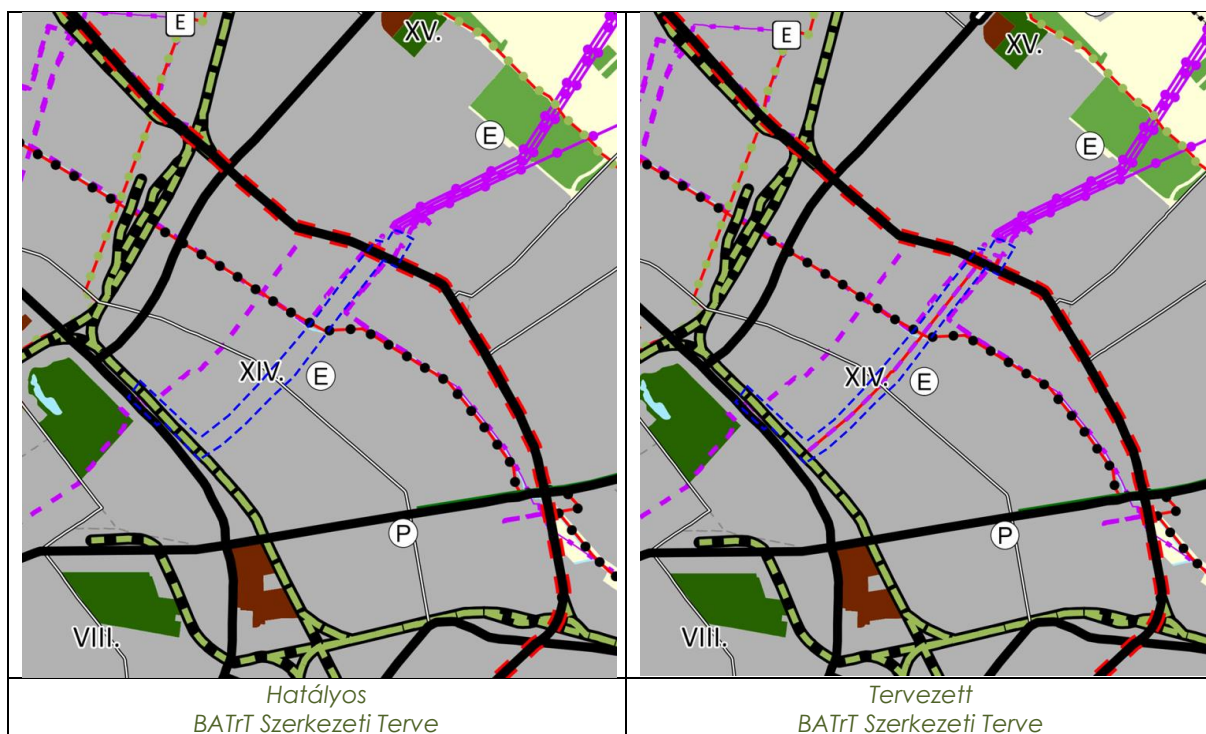 E
XV.
E
XIV.
E
P
VIII.
E
XV.
E
XIV.
E
P
VIII.
Hatályos
BATrT Szerkezeti Terve
Tervezett
BATrT Szerkezeti Terve